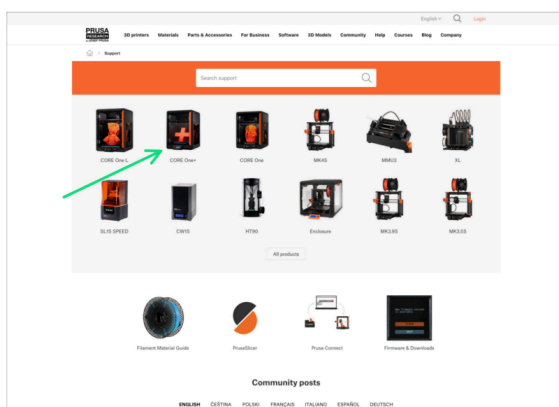 English
Login
PRUSA
RESEARCH
BY JOSEF PRUSA
3D printers Materials Parts & Accessories For Business Software 3D Models Community Help Courses Blog Company
Support
Search support
CORE One L CORE One+ CORE One MK4S MMU3 XL
SL1S SPEED CW1S HT90 Enclosure MK3.9S MK3.5S
All products
Filament Material Guide PrusaSlicer Prusa Connect Firmware & Downloads
Community posts
ENGLISH ČEŠTINA POLSKI FRANÇAIS ITALIANO ESPAÑOL DEUTSCH